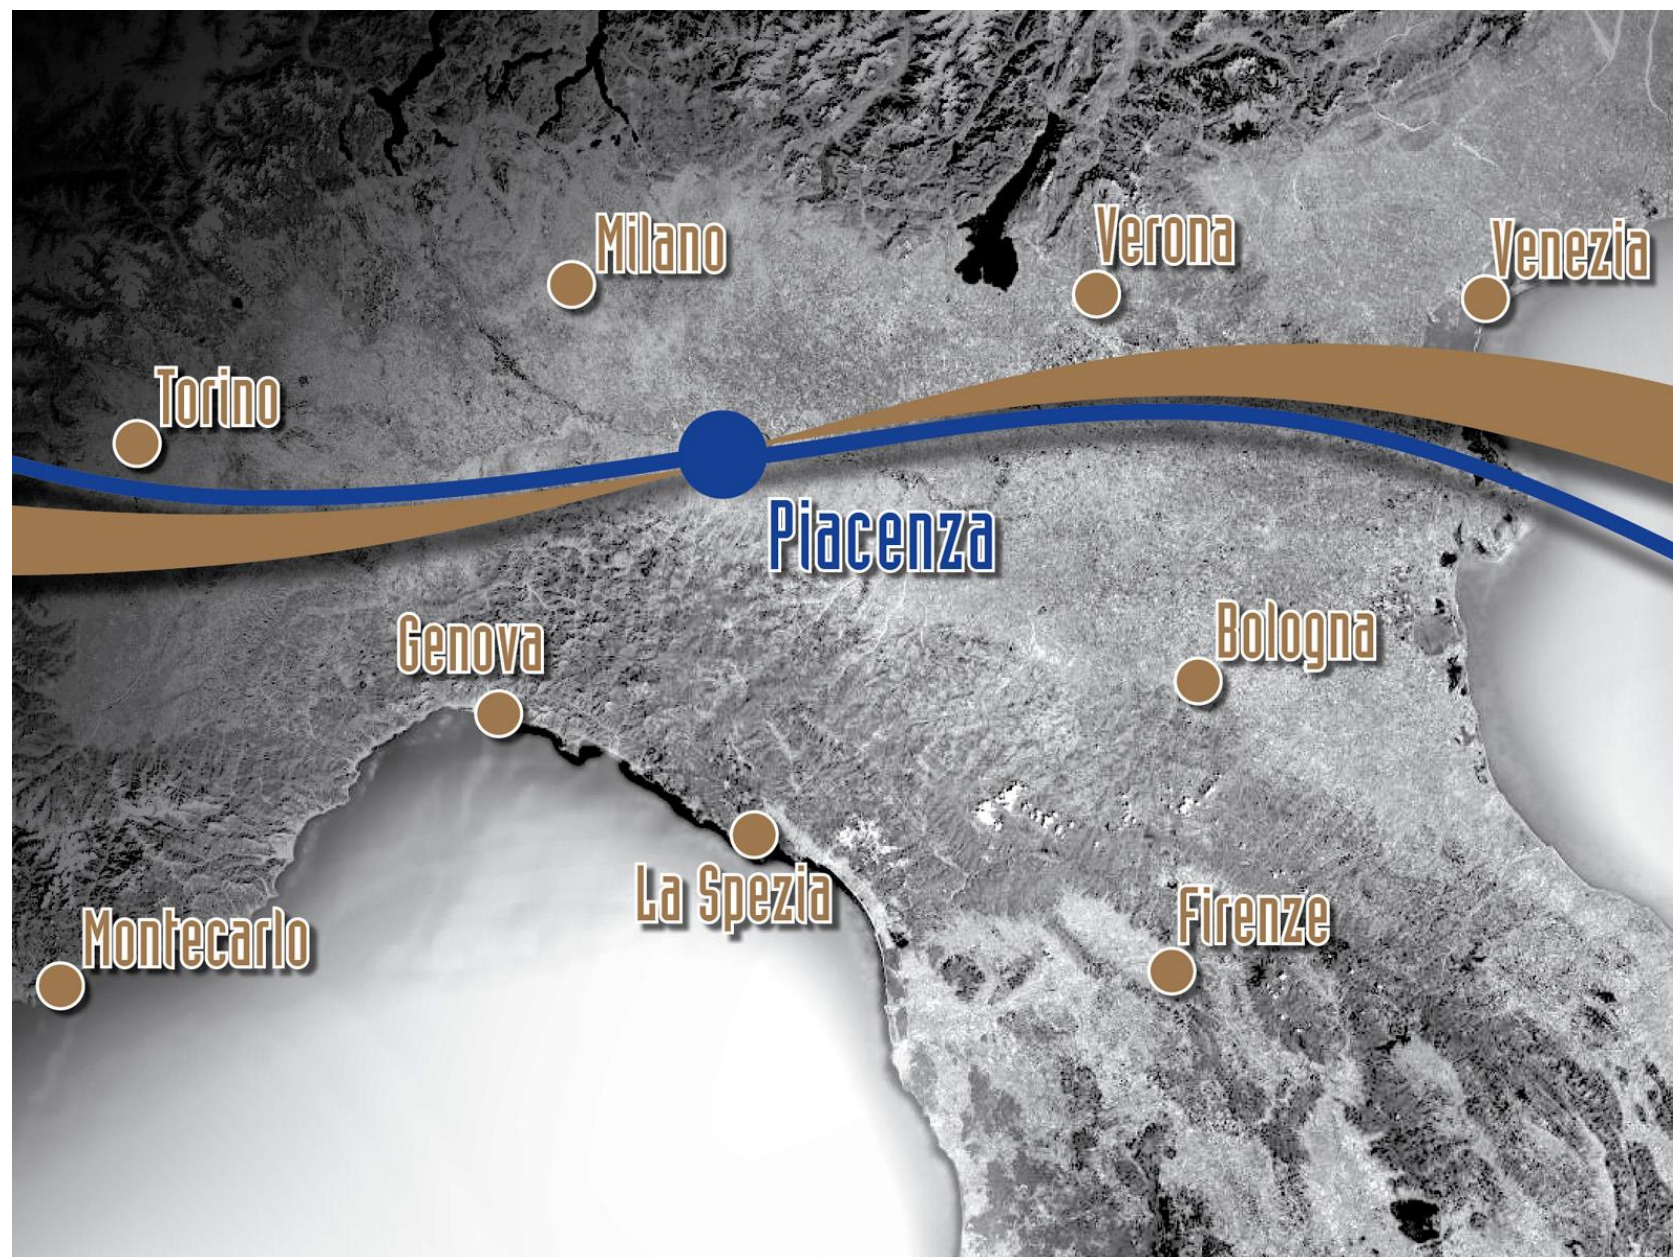 Milano
Verona
Venezia
Torino
Piacenza
Genova
Bologna
La Spezia
Firenze
Montecarlo